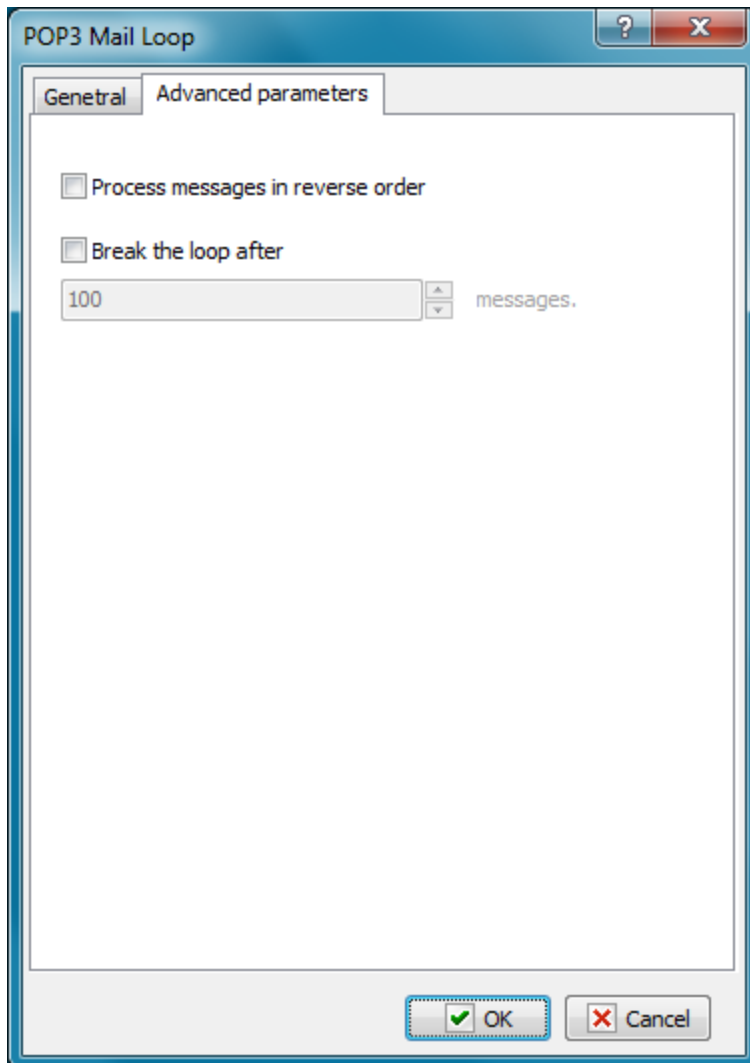 POP3 Mail Loop
?
X
Genetral
Advanced parameters
Process messages in reverse order
Break the loop after
100
messages.
OK
Cancel